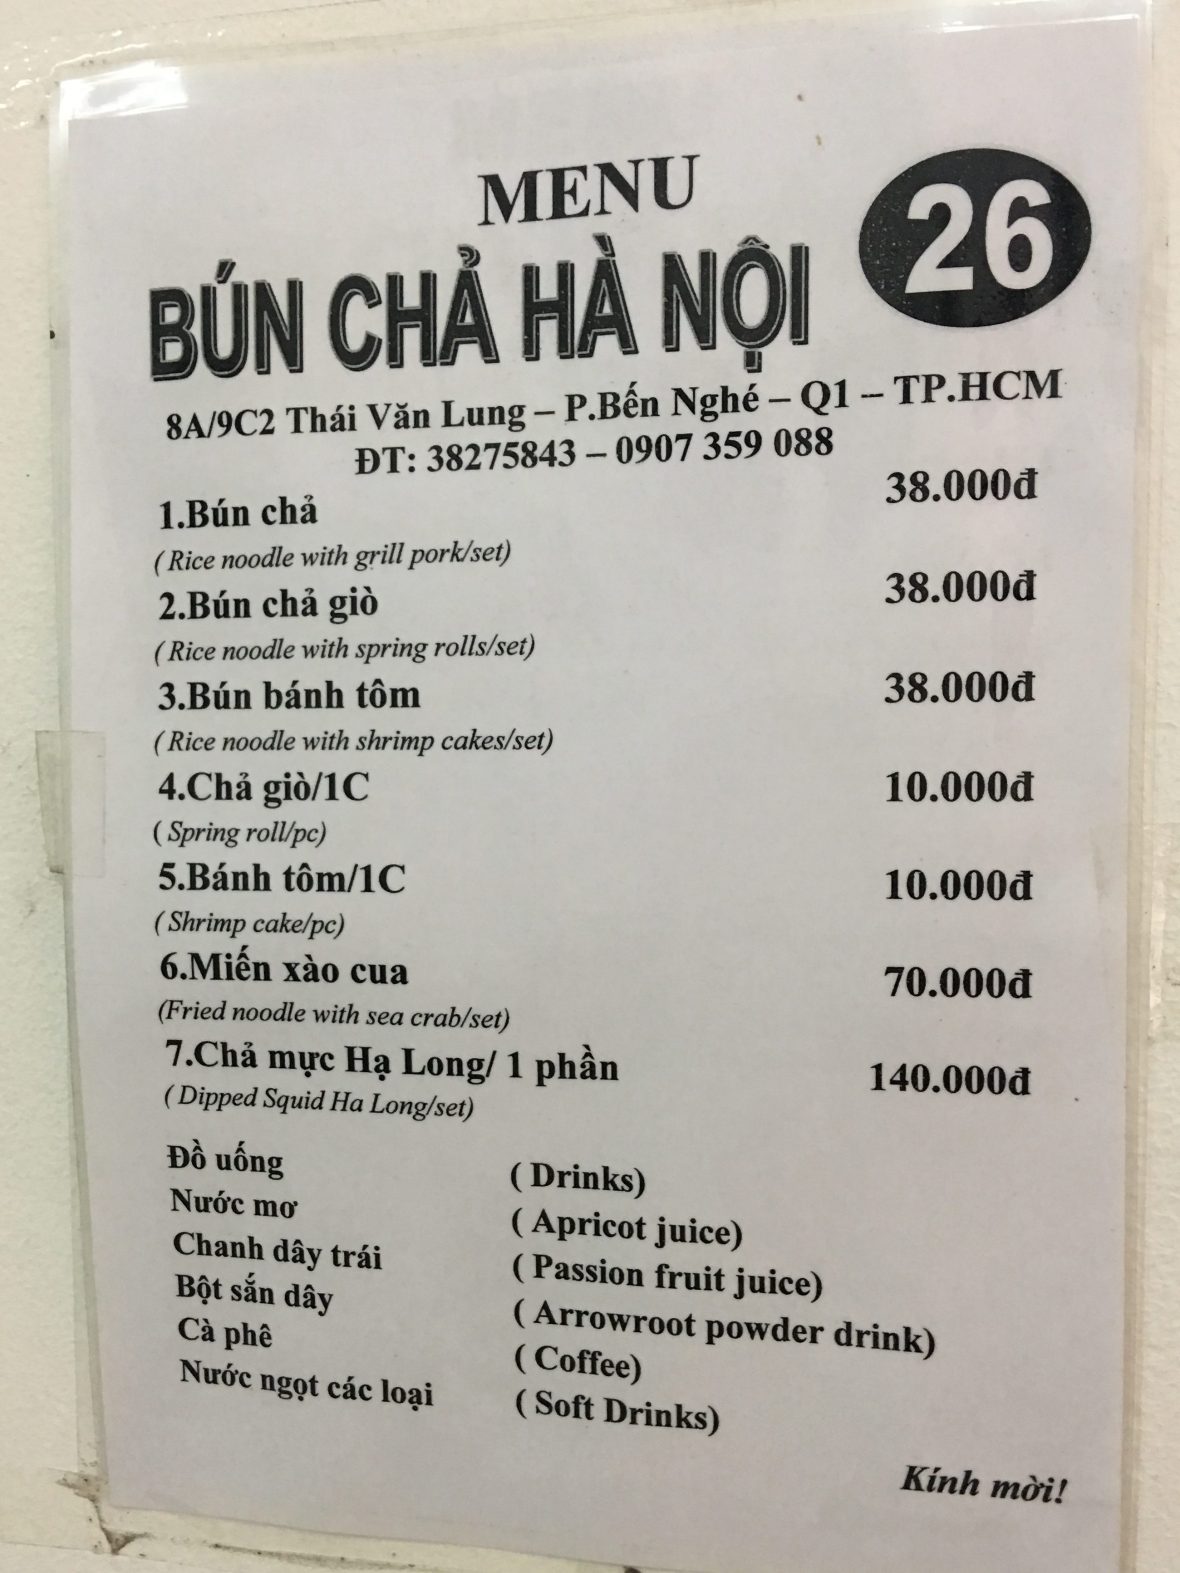 MENU
BÚN CHẢ HÀ NỘI 26
8A/9C2 Thái Văn Lung – P.Bến Nghé – Q1 – TP.HCM
ĐT: 38275843 – 0907 359 088
1.Bún chả 38.000đ
( Rice noodle with grill pork/set)
2.Bún chả giò 38.000đ
( Rice noodle with spring rolls/set)
3.Bún bánh tôm 38.000đ
( Rice noodle with shrimp cakes/set)
4.Chả giò/1C 10.000đ
( Spring roll/pc)
5.Bánh tôm/1C 10.000đ
( Shrimp cake/pc)
6.Miến xào cua 70.000đ
(Fried noodle with sea crab/set)
7.Chả mực Hạ Long/ 1 phần 140.000đ
( Dipped Squid Ha Long/set)
Đồ uống ( Drinks)
Nước mơ ( Apricot juice)
Chanh dây trái ( Passion fruit juice)
Bột sắn dây ( Arrowroot powder drink)
Cà phê ( Coffee)
Nước ngọt các loại ( Soft Drinks)
Kính mời!